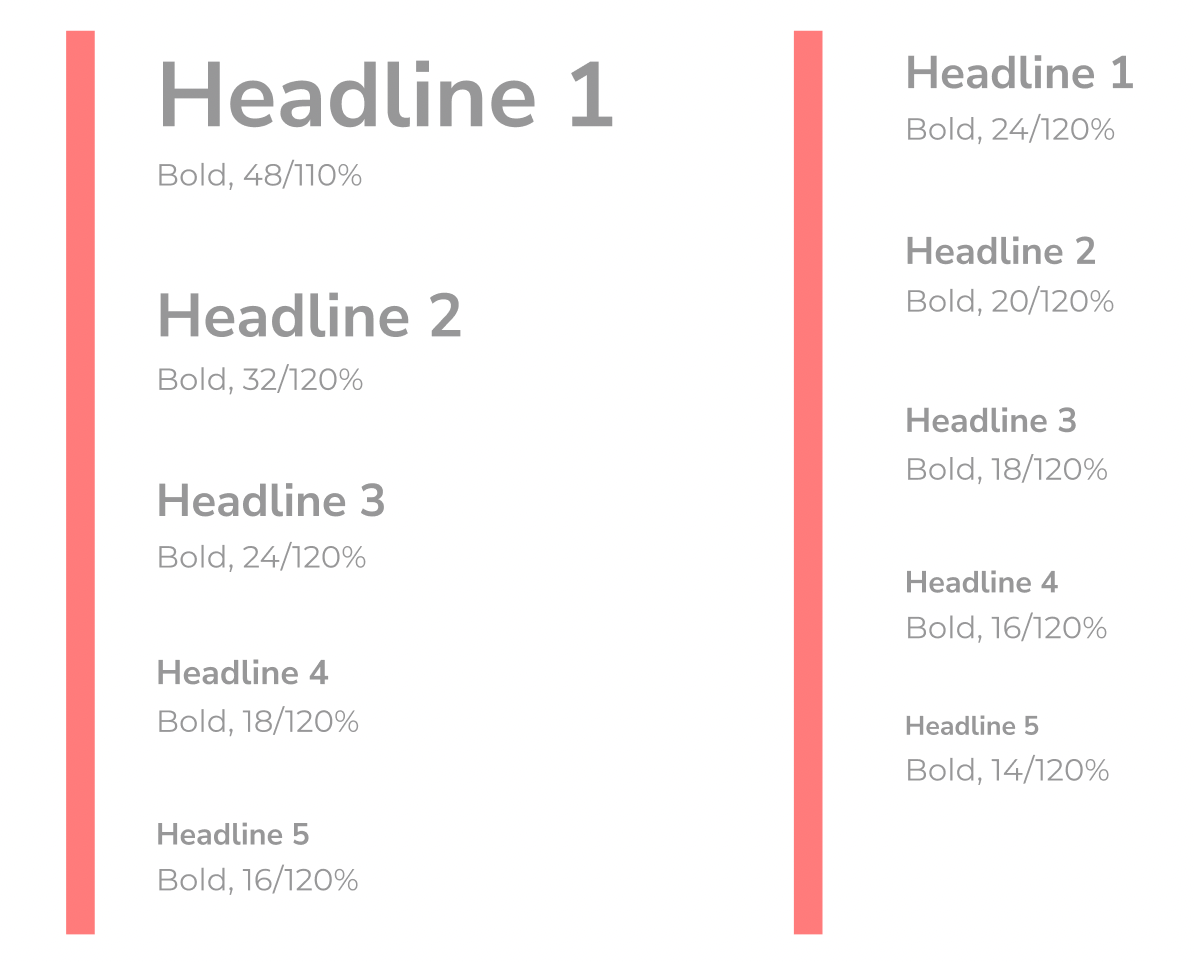 Headline 1
Bold, 48/110%
Headline 2
Bold, 32/120%
Headline 3
Bold, 24/120%
Headline 4
Bold, 18/120%
Headline 5
Bold, 16/120%
Headline 1
Bold, 24/120%
Headline 2
Bold, 20/120%
Headline 3
Bold, 18/120%
Headline 4
Bold, 16/120%
Headline 5
Bold, 14/120%